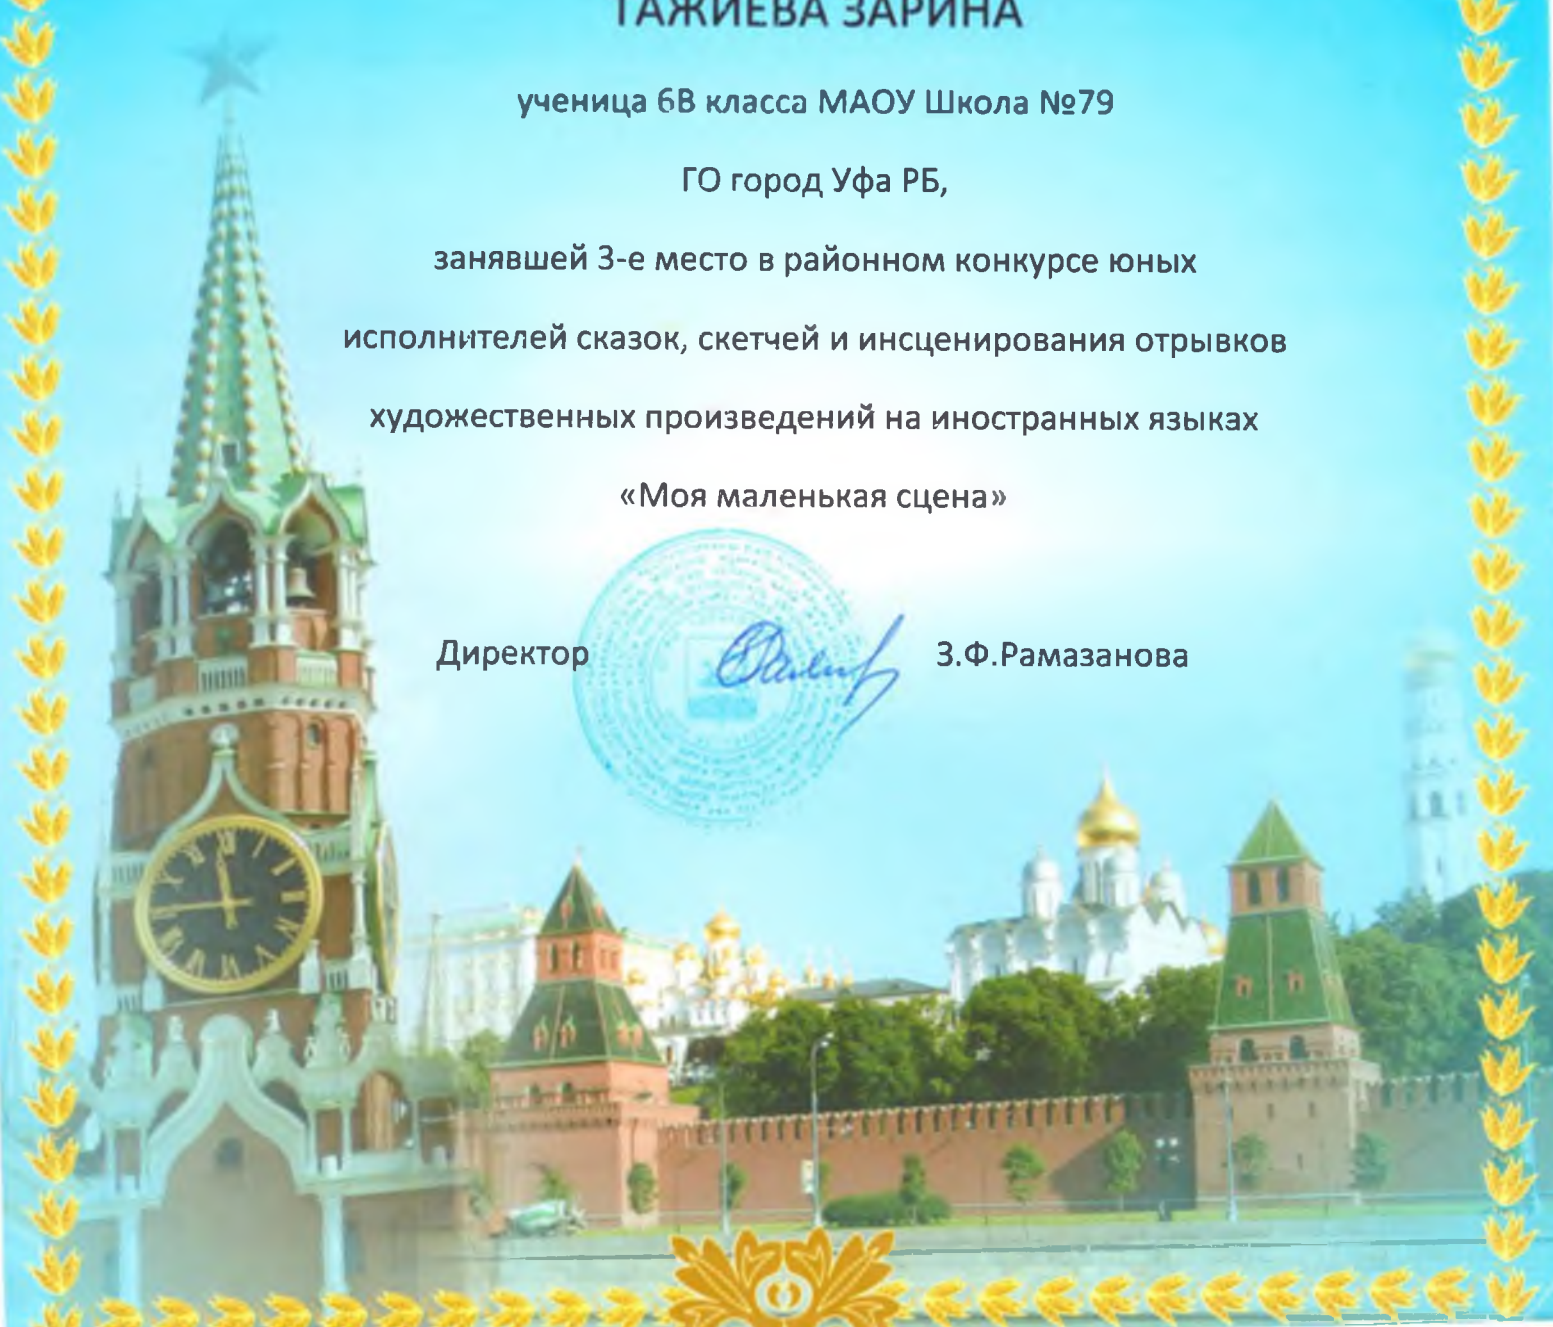 ТАЖИЕВА ЗАРИНА
ученица 6В класса МАОУ Школа №79
ГО город Уфа РБ,
занявшей 3-е место в районном конкурсе юных
исполнителей сказок, скетчей и инсценирования отрывков
художественных произведений на иностранных языках
«Моя маленькая сцена»
Директор З.Ф.Рамазанова